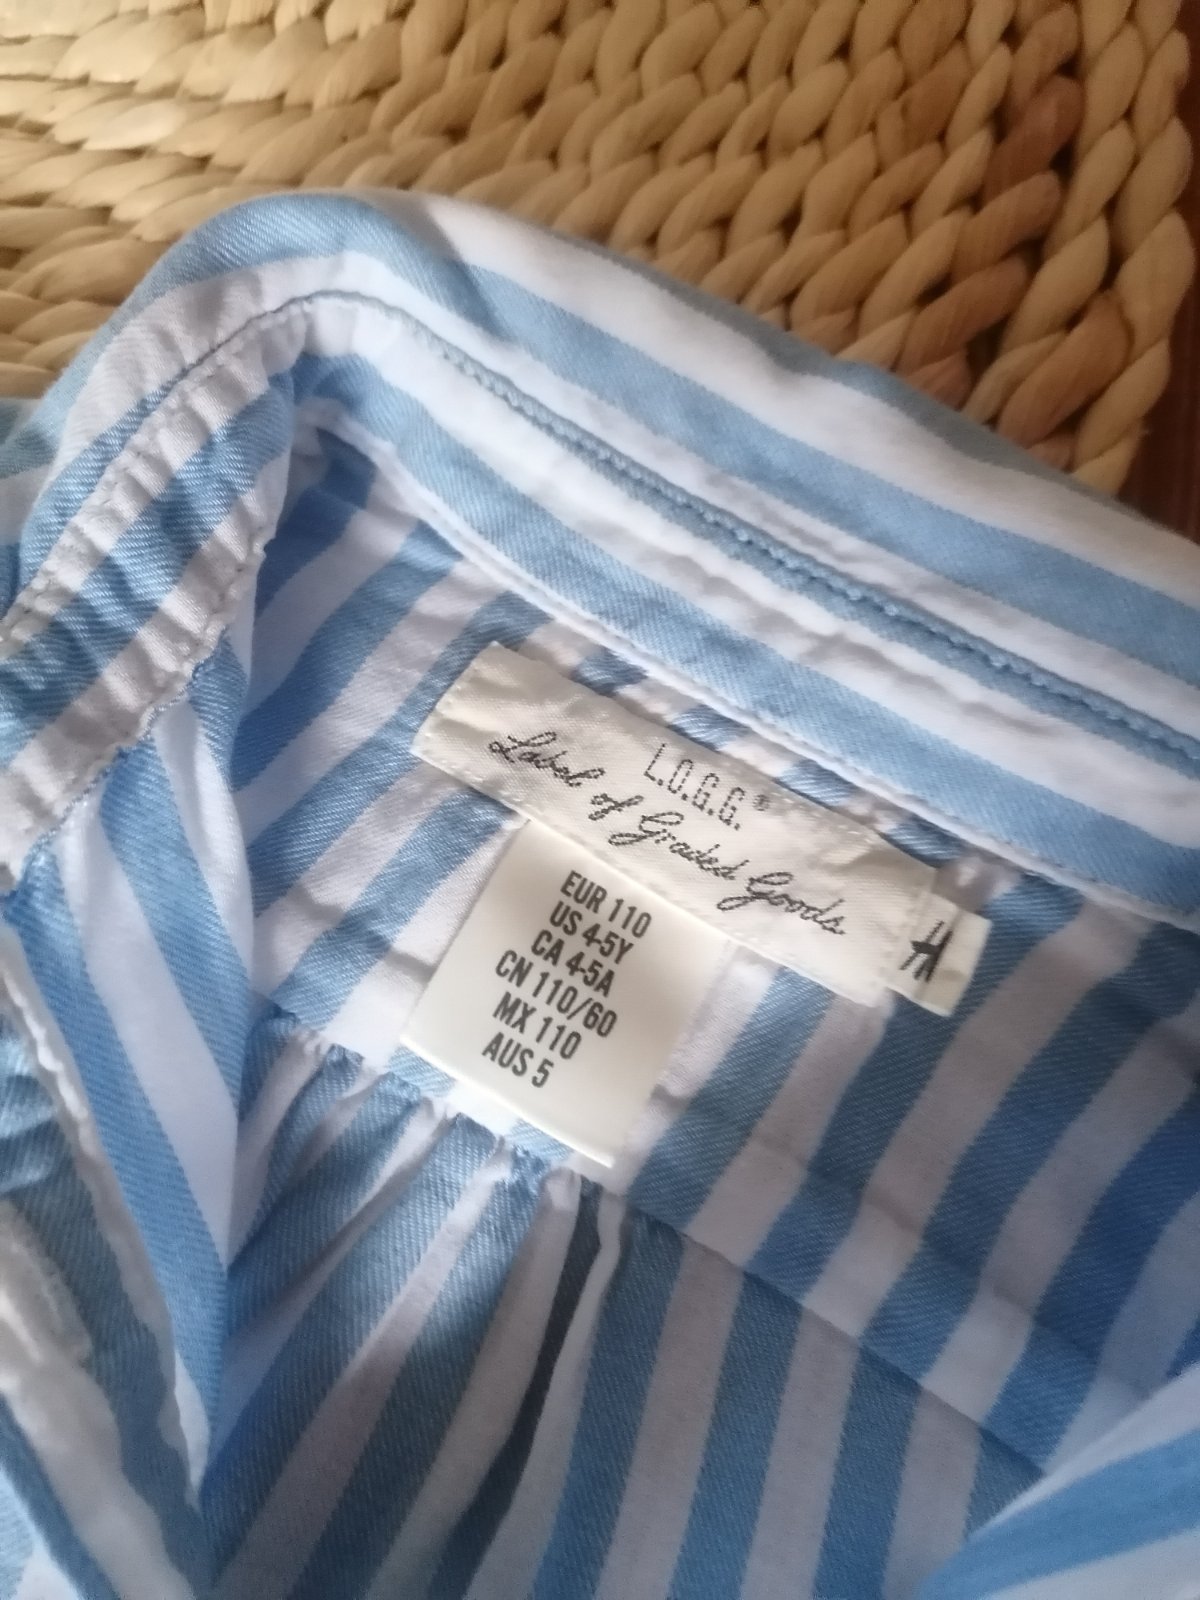 L.O.G.G.®
Label of Graded Goods
H
EUR 110
US 4-5Y
CA 4-5A
CN 110/60
MX 110
AUS 5